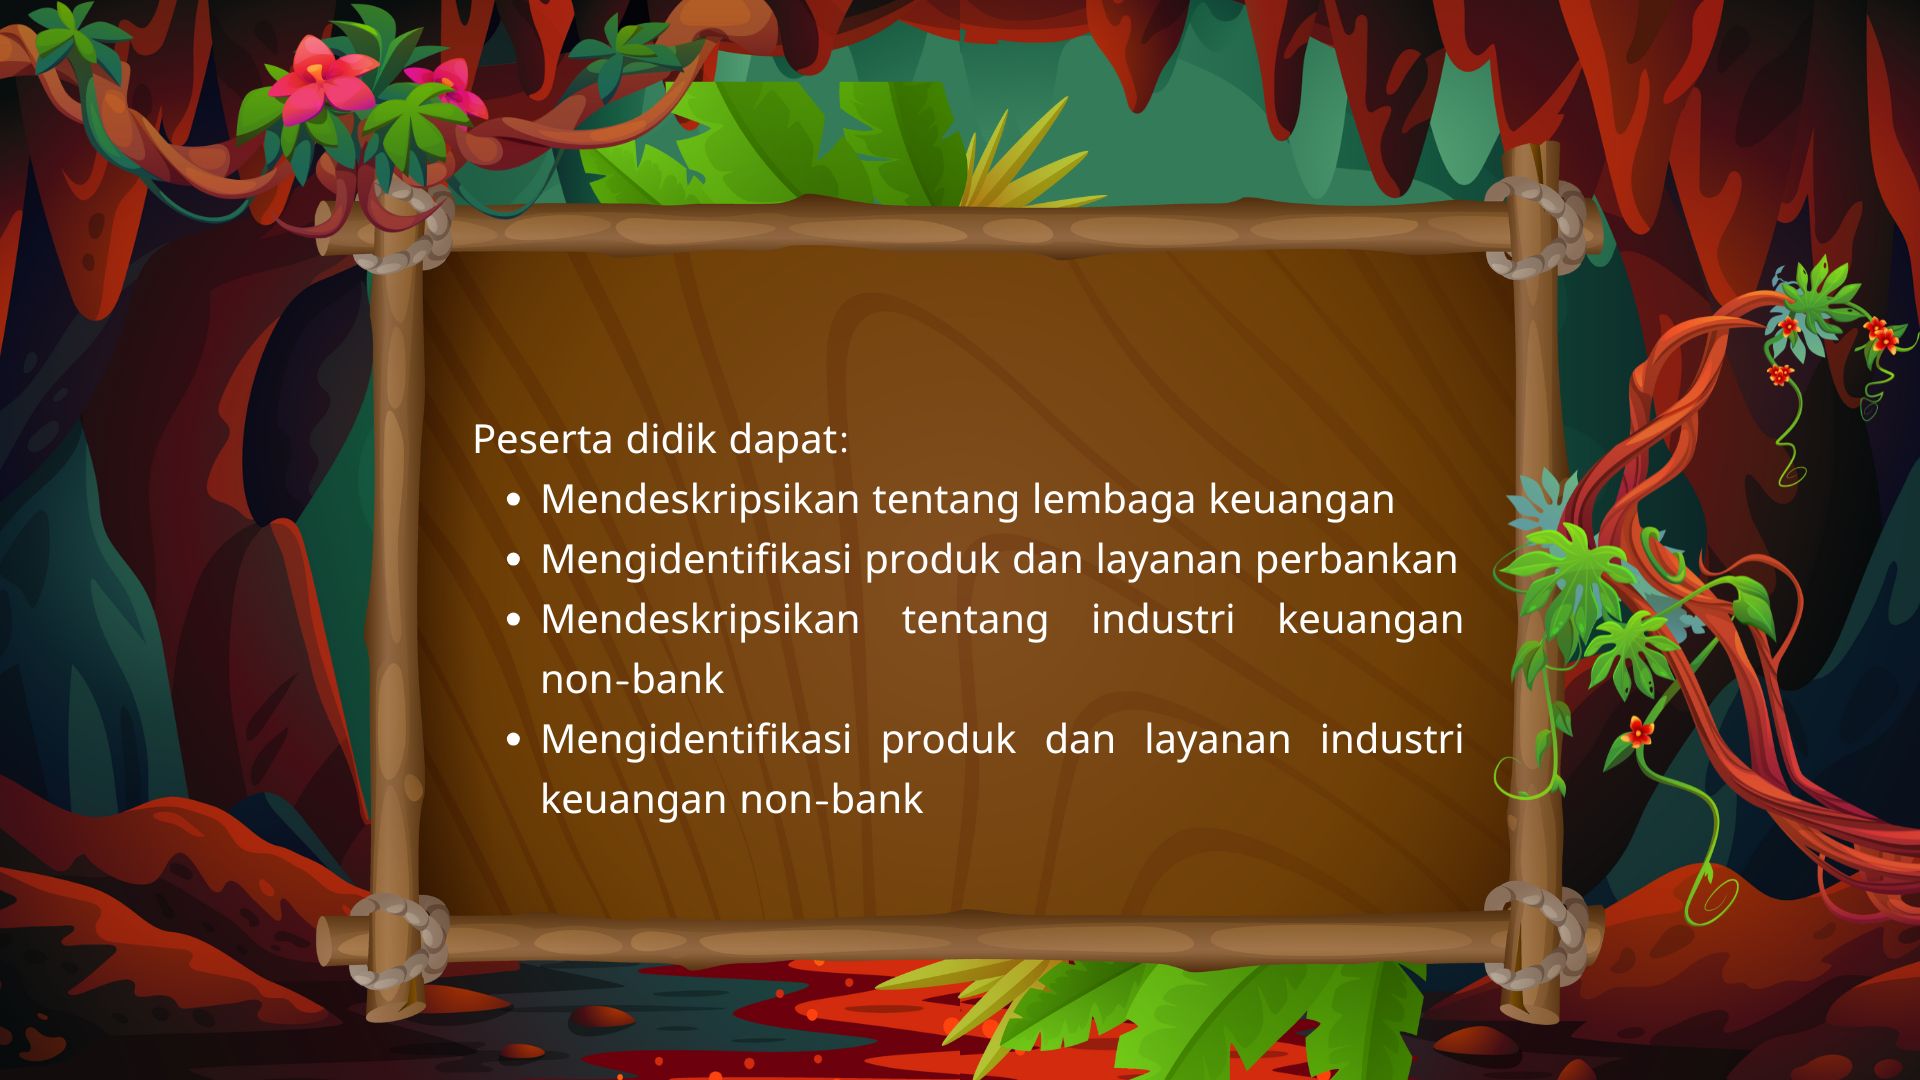 Peserta didik dapat:
• Mendeskripsikan tentang lembaga keuangan
• Mengidentifikasi produk dan layanan perbankan
• Mendeskripsikan tentang industri keuangan
non-bank
• Mengidentifikasi produk dan layanan industri
keuangan non-bank